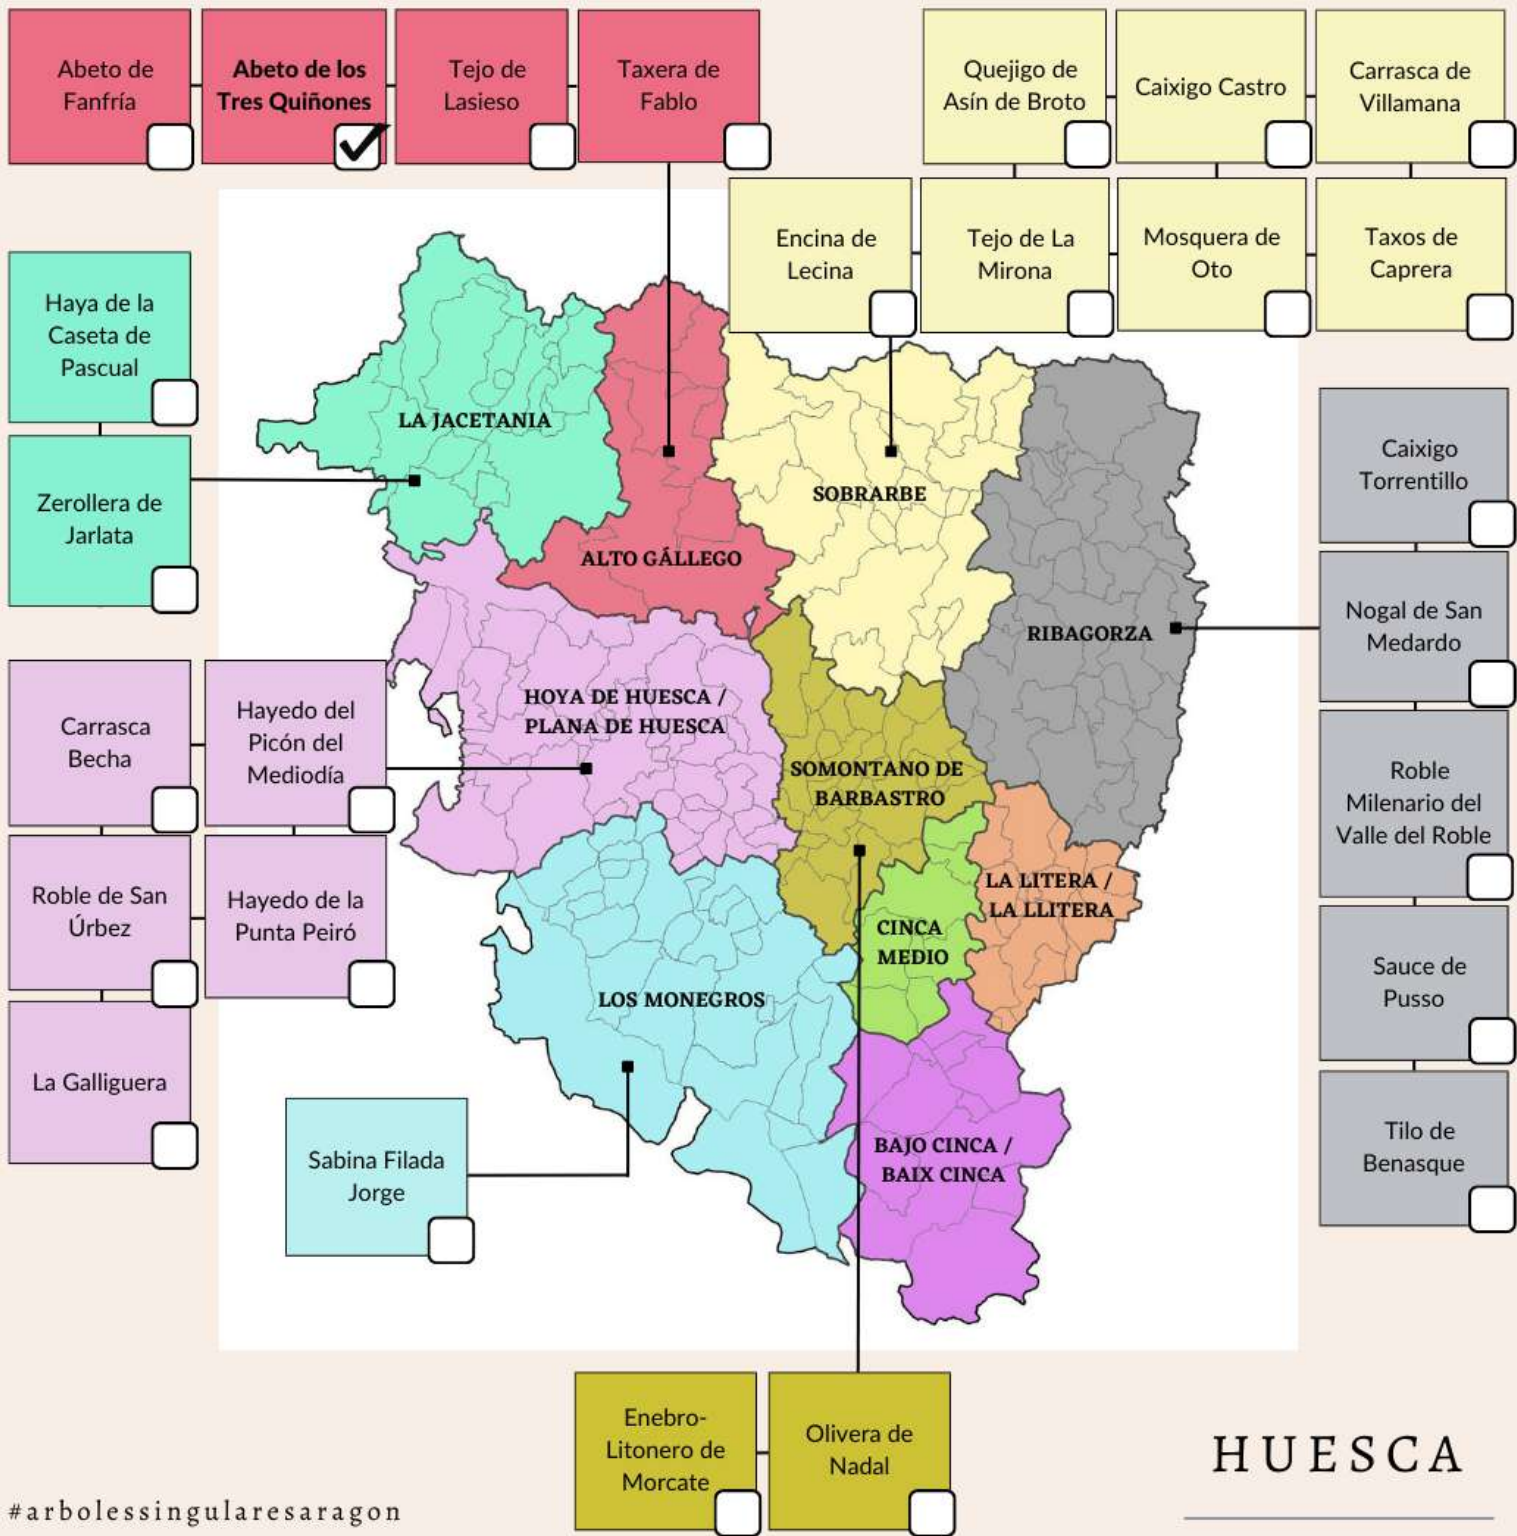 Abeto de
Fanfría
Abeto de los
Tres Quiñones
Tejo de
Lasieso
Taxera de
Fablo
Quejigo de
Asín de Broto
Caixigo Castro
Carrasca de
Villamana
Encina de
Lecina
Tejo de La
Mirona
Mosquera de
Oto
Taxos de
Caprera
Haya de la
Caseta de
Pascual
Zerollera de
Jarlata
LA JACETANIA
ALTO GÁLLEGO
SOBRARBE
RIBAGORZA
HOYA DE HUESCA /
PLANA DE HUESCA
SOMONTANO DE
BARBASTRO
LA LITERA /
LA LLITERA
CINCA
MEDIO
LOS MONEGROS
BAJO CINCA /
BAIX CINCA
Caixigo
Torrentillo
Nogal de San
Medardo
Roble
Milenario del
Valle del Roble
Sauce de
Pusso
Tilo de
Benasque
Carrasca
Becha
Hayedo del
Picón del
Mediodía
Roble de San
Úrbez
Hayedo de la
Punta Peiró
La Galliguera
Sabina Filada
Jorge
Enebro-
Litonero de
Morcate
Olivera de
Nadal
HUESCA
#arbolessingularesaragon